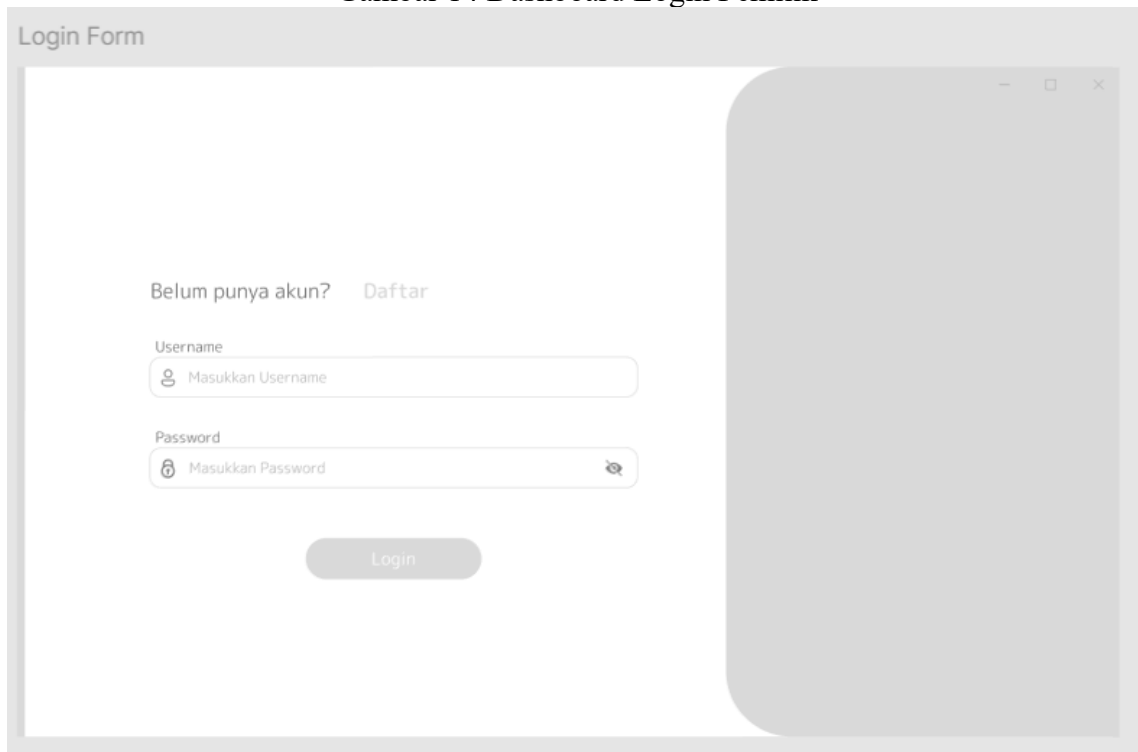 Login Form
Belum punya akun? Daftar
Username
Masukkan Username
Password
Masukkan Password
Login